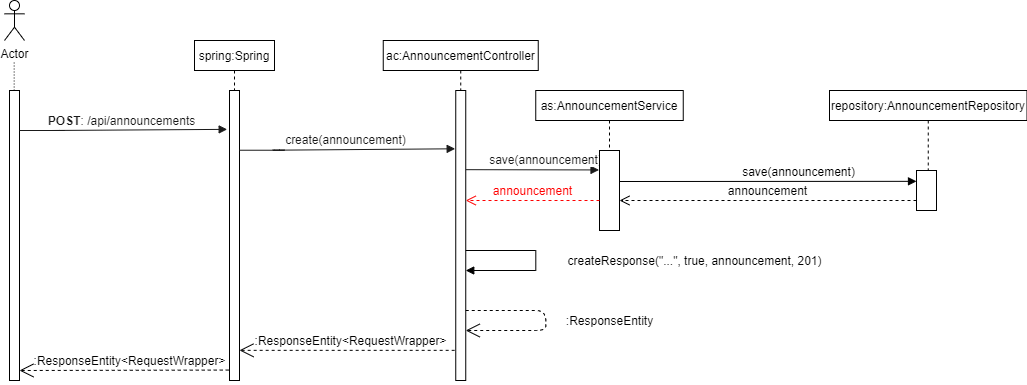 Actor
spring:Spring
ac:AnnouncementController
as:AnnouncementService
repository:AnnouncementRepository
POST: /api/announcements
create(announcement)
save(announcement
save(announcement)
announcement
announcement
createResponse("...", true, announcement, 201)
:ResponseEntity
:ResponseEntity<RequestWrapper>
:ResponseEntity<RequestWrapper>